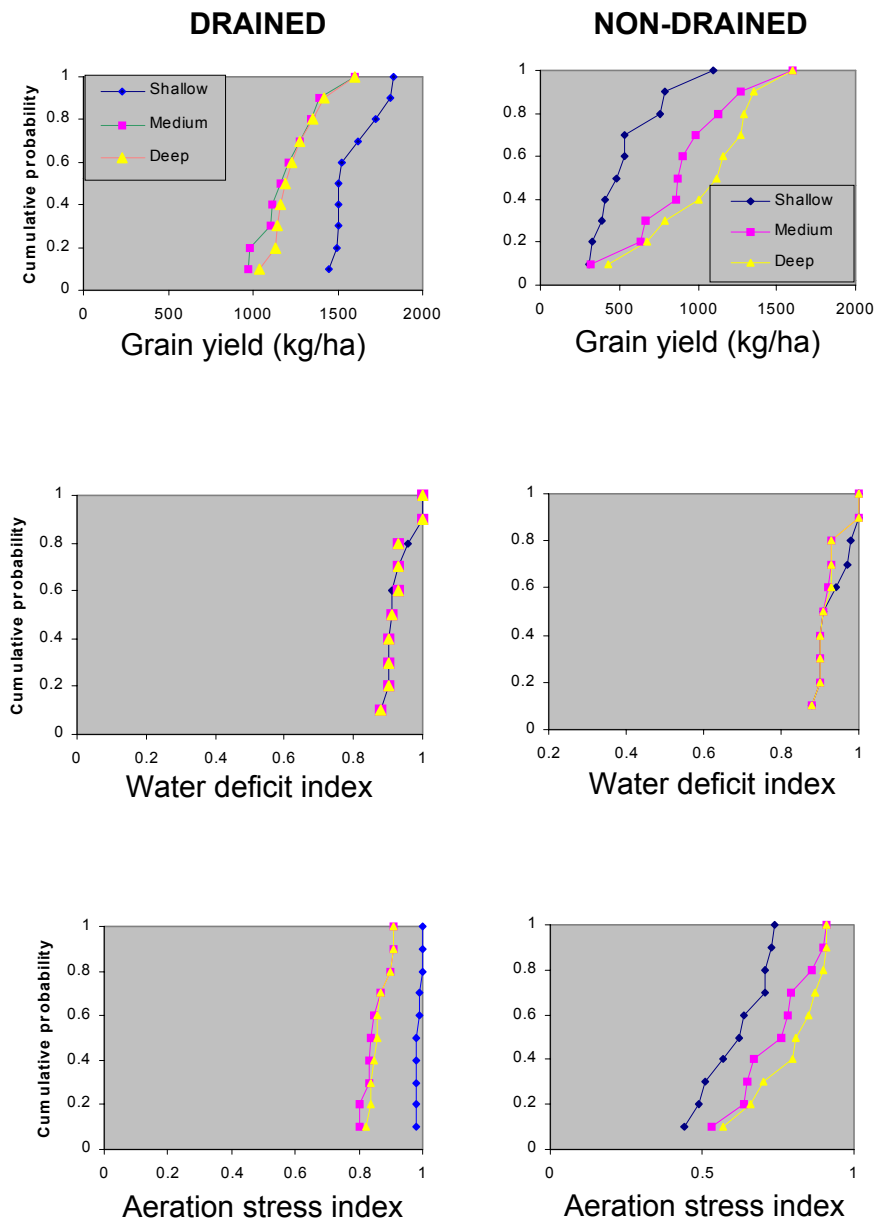 DRAINED
NON-DRAINED
Cumulative probability
1
0.8
0.6
0.4
0.2
0
Shallow
Medium
Deep
0 500 1000 1500 2000
Grain yield (kg/ha)
1
0.8
0.6
0.4
0.2
0
Shallow
Medium
Deep
0 500 1000 1500 2000
Grain yield (kg/ha)
Cumulative probability
1
0.8
0.6
0.4
0.2
0
0 0.2 0.4 0.6 0.8 1
Water deficit index
1
0.8
0.6
0.4
0.2
0
0.2 0.4 0.6 0.8 1
Water deficit index
Cumulative probability
1
0.8
0.6
0.4
0.2
0
0 0.2 0.4 0.6 0.8 1
Aeration stress index
1
0.8
0.6
0.4
0.2
0
0 0.5 1
Aeration stress index